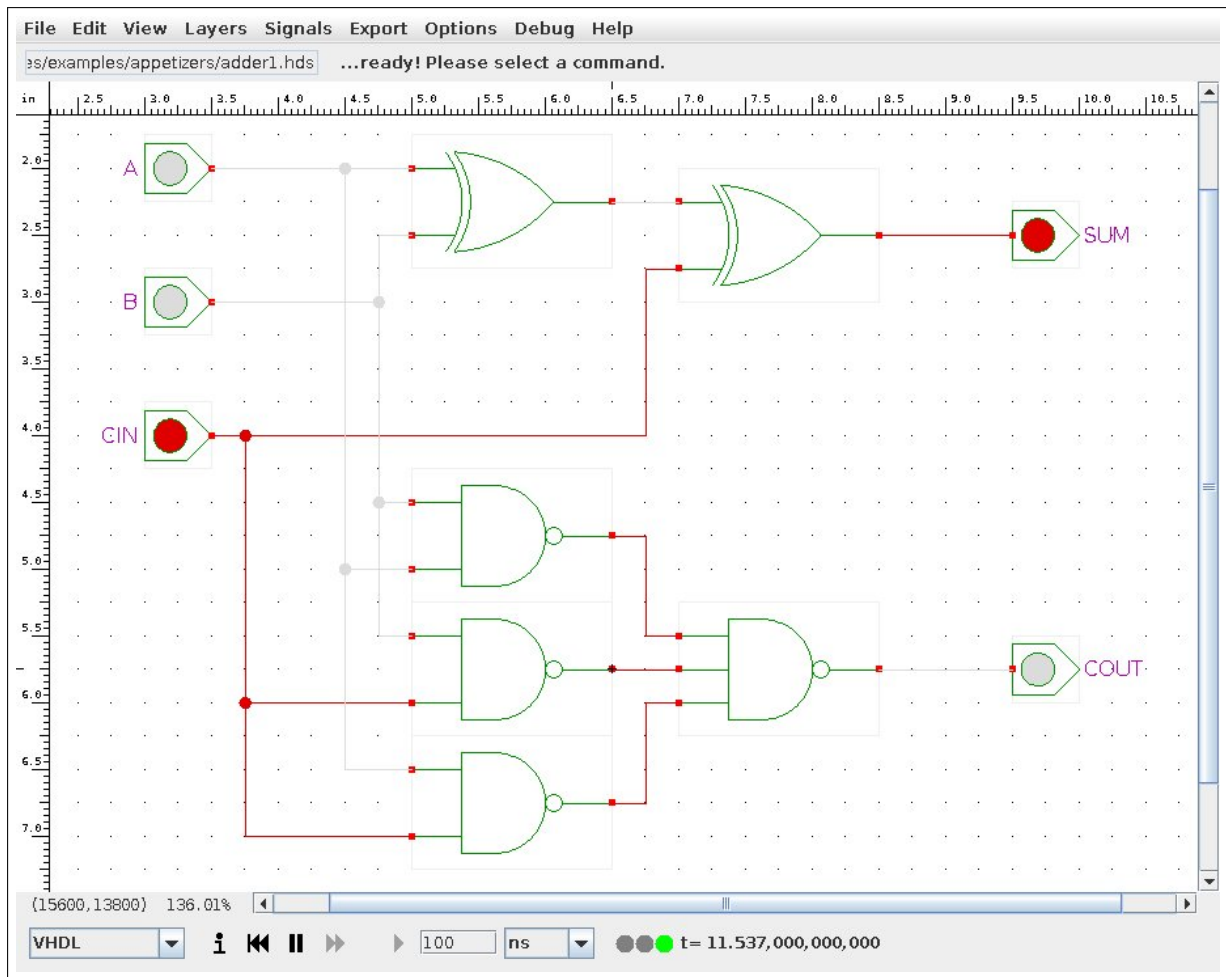 File Edit View Layers Signals Export Options Debug Help
es/examples/appetizers/adder1.hds ...ready! Please select a command.
in 2.5 3.0 3.5 4.0 4.5 5.0 5.5 6.0 6.5 7.0 7.5 8.0 8.5 9.0 9.5 10.0 10.5
2.0
A
2.5
SUM
3.0
B
3.5
4.0
CIN
4.5
5.0
5.5
COUT
6.0
6.5
7.0
(15600,13800) 136.01%
VHDL i 100 ns t= 11.537,000,000,000